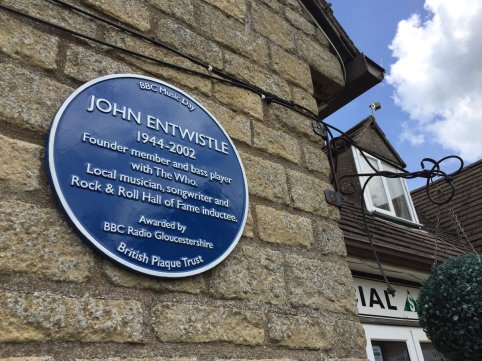 BBC Music Day
JOHN ENTWISTLE
1944-2002
Founder member and bass player
with The Who.
Local musician, songwriter and
Rock & Roll Hall of Fame inductee.
Awarded by
BBC Radio Gloucestershire
British Plaque Trust
IAL